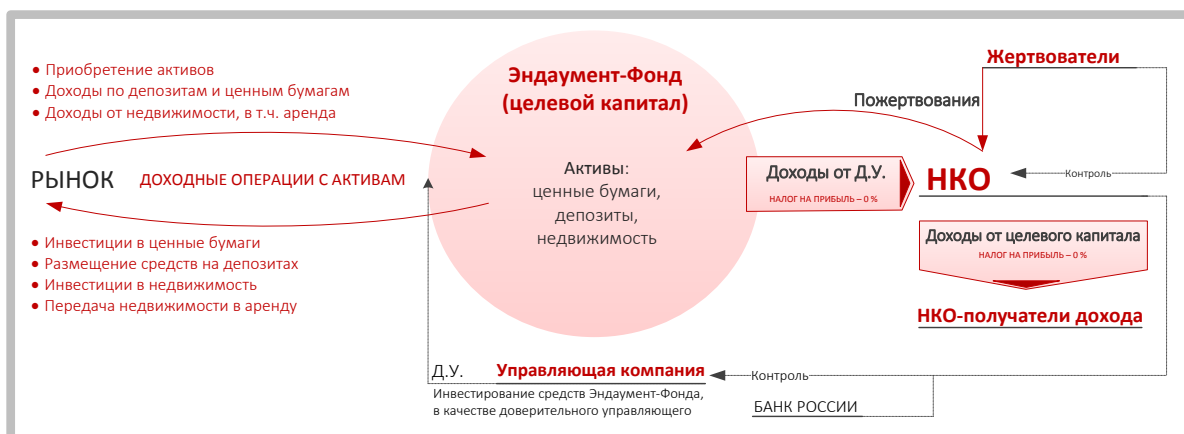 • Приобретение активов
• Доходы по депозитам и ценным бумагам
• Доходы от недвижимости, в т.ч. аренда
РЫНОК
ДОХОДНЫЕ ОПЕРАЦИИ С АКТИВАМ
• Инвестиции в ценные бумаги
• Размещение средств на депозитах
• Инвестиции в недвижимость
• Передача недвижимости в аренду
Эндаумент-Фонд
(целевой капитал)
Активы:
ценные бумаги,
депозиты,
недвижимость
Жертвователи
Пожертвования
Доходы от Д.У.
НАЛОГ НА ПРИБЫЛЬ – 0 %
НКО
Контроль
Доходы от целевого капитала
НАЛОГ НА ПРИБЫЛЬ – 0 %
НКО-получатели дохода
Д.У.
Управляющая компания
Контроль
Инвестирование средств Эндаумент-Фонда,
в качестве доверительного управляющего
БАНК РОССИИ